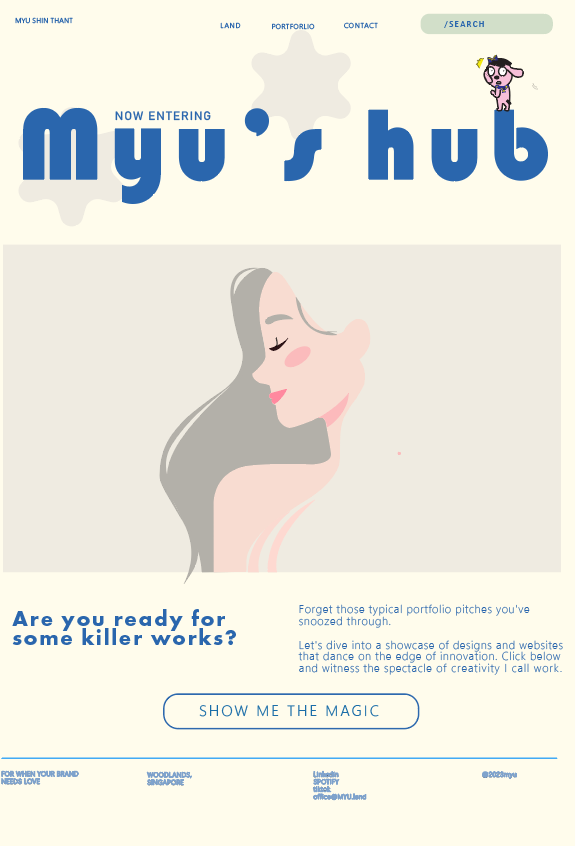 MYU SHIN THANT
LAND
PORTFORLIO
CONTACT
/SEARCH
NOW ENTERING
Myu's hub
Are you ready for
some killer works?
Forget those typical portfolio pitches you've
snoozed through.
Let's dive into a showcase of designs and websites
that dance on the edge of innovation. Click below
and witness the spectacle of creativity I call work.
SHOW ME THE MAGIC
FOR WHEN YOUR BRAND
NEEDS LOVE
WOODLANDS,
SINGAPORE
Linkedin
SPOTIFY
tiktok
office@MYU.land
@2023myu